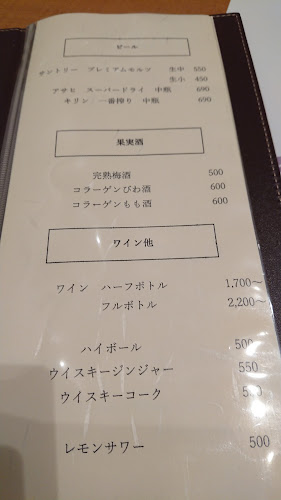 ビール
サントリー プレミアムモルツ 生中 550
生小 450
アサヒ スーパードライ 中瓶 690
キリン 一番搾り 中瓶 690
果実酒
完熟梅酒 500
コラーゲンびわ酒 600
コラーゲンもも酒 600
ワイン他
ワイン ハーフボトル 1,700~
フルボトル 2,200~
ハイボール 500
ウイスキージンジャー 550
ウイスキーコーク
レモンサワー 500